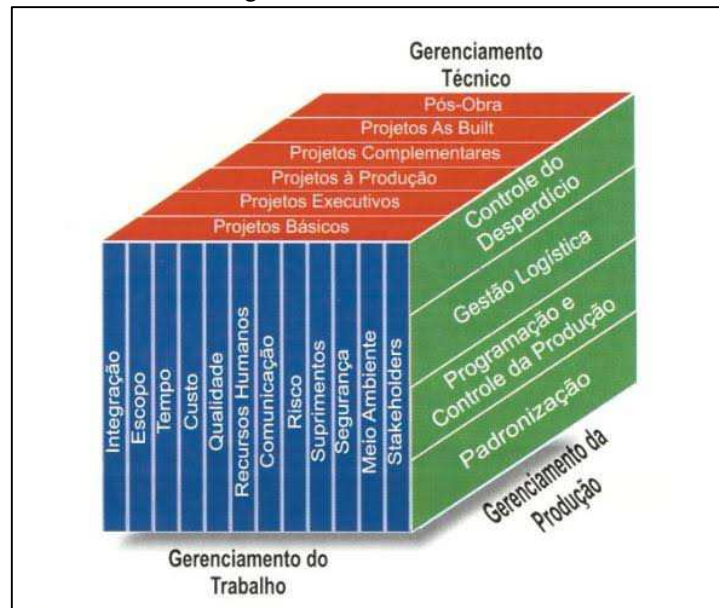 Gerenciamento
Técnico
Pós-Obra
Projetos As Built
Projetos Complementares
Projetos à Produção
Projetos Executivos
Projetos Básicos
Integração
Escopo
Tempo
Custo
Qualidade
Recursos Humanos
Comunicação
Risco
Suprimentos
Segurança
Meio Ambiente
Stakeholders
Controle do
Desperdício
Gestão Logística
Programação e
Controle da Produção
Padronização
Gerenciamento da
Produção
Gerenciamento do
Trabalho